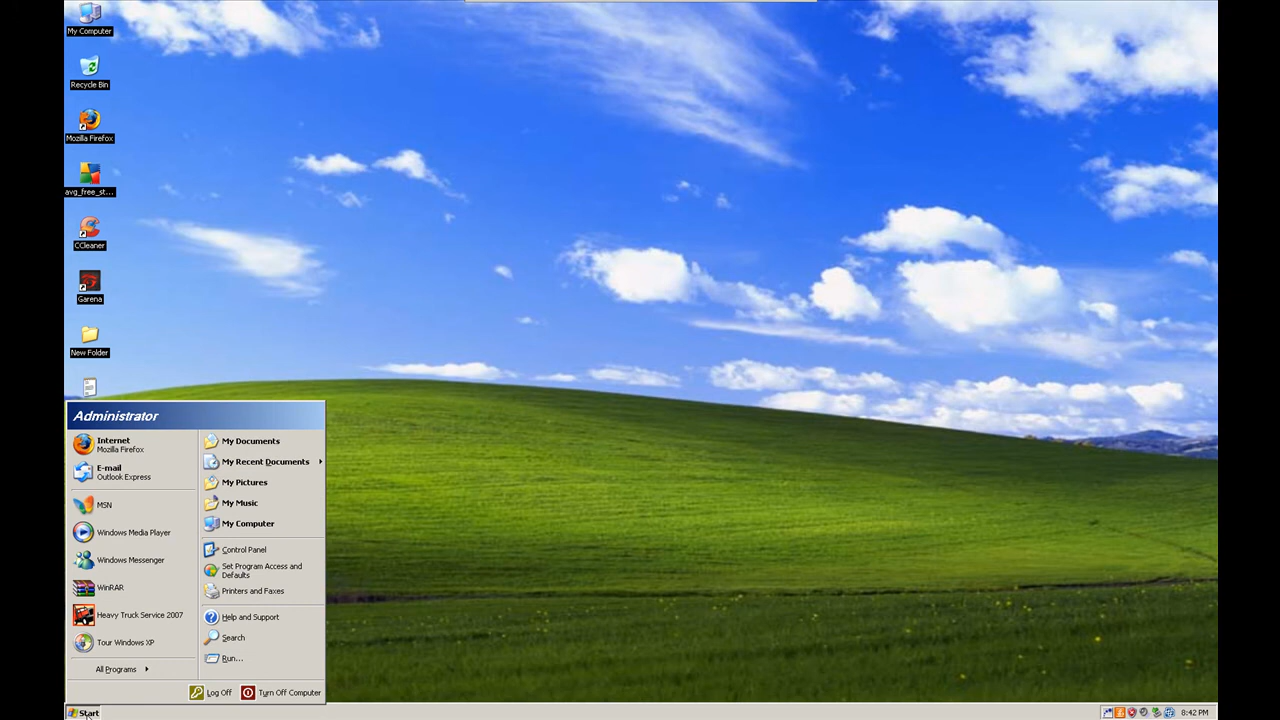 My Computer
Recycle Bin
Mozilla Firefox
avg_free_st...
CCleaner
Garena
New Folder
Administrator
Internet
Mozilla Firefox
E-mail
Outlook Express
MSN
Windows Media Player
Windows Messenger
WinRAR
Heavy Truck Service 2007
Tour Windows XP
All Programs
My Documents
My Recent Documents
My Pictures
My Music
My Computer
Control Panel
Set Program Access and
Defaults
Printers and Faxes
Help and Support
Search
Run...
Log Off
Turn Off Computer
Start
8:42 PM